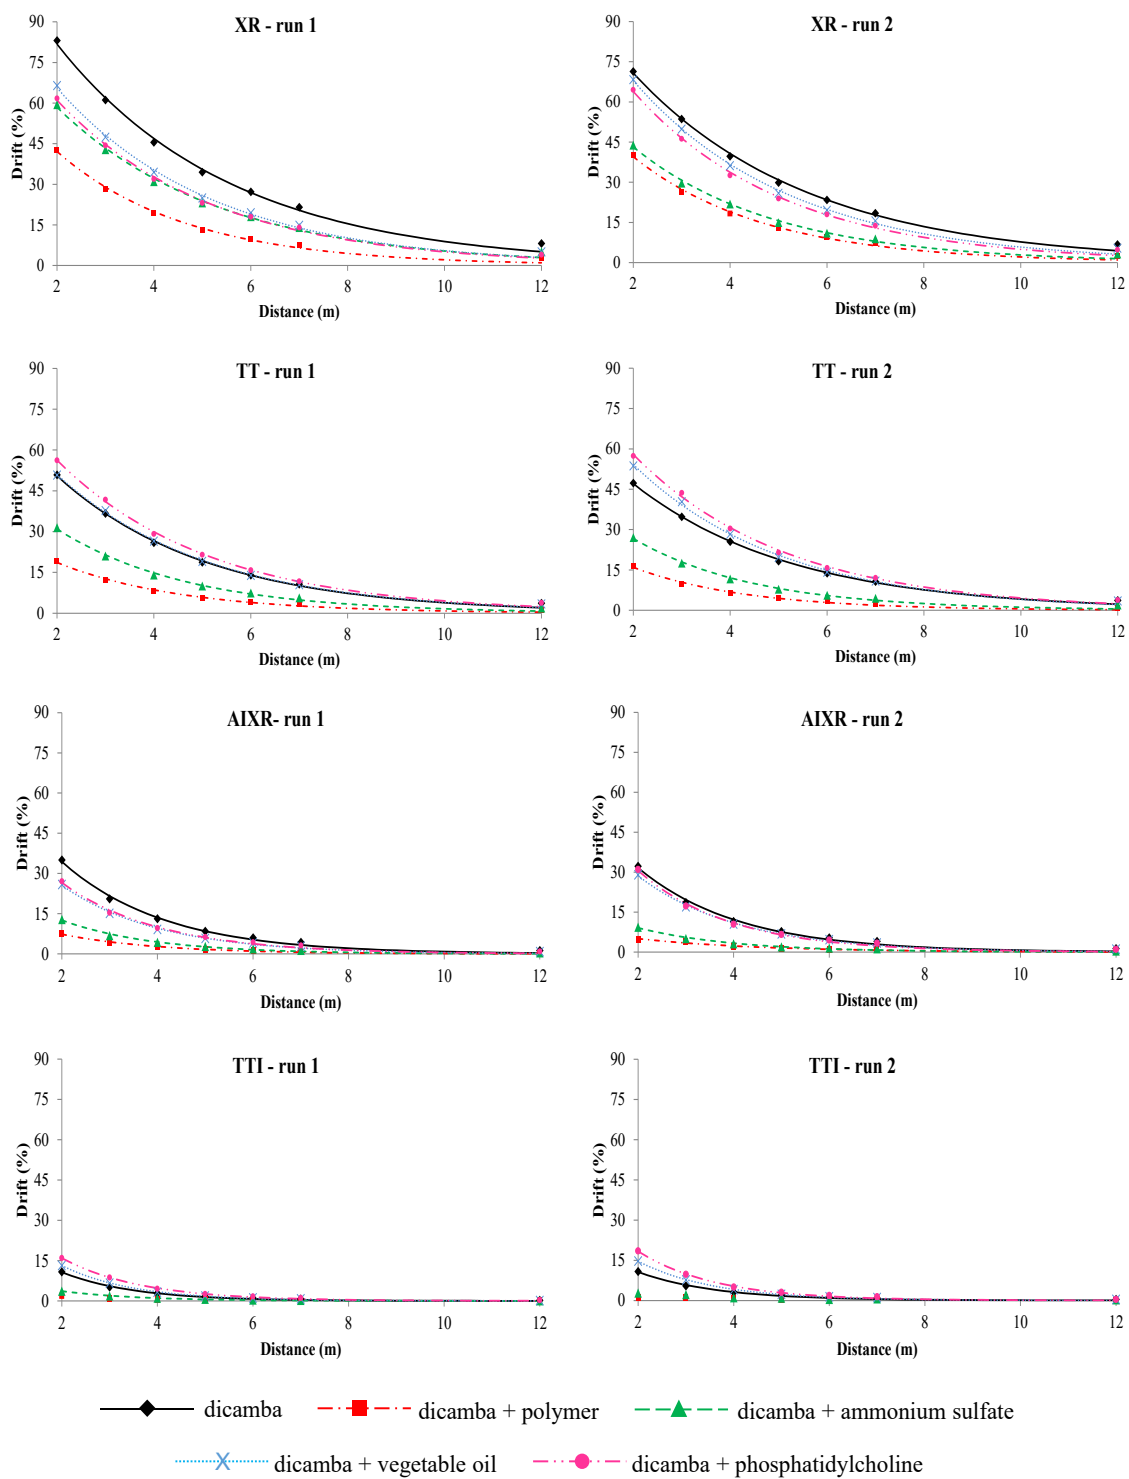 XR - run 1
90
75
60
45
30
15
0
Drift (%)
2 4 6 8 10 12
Distance (m)
XR - run 2
90
75
60
45
30
15
0
Drift (%)
2 4 6 8 10 12
Distance (m)
TT - run 1
90
75
60
45
30
15
0
Drift (%)
2 4 6 8 10 12
Distance (m)
TT - run 2
90
75
60
45
30
15
0
Drift (%)
2 4 6 8 10 12
Distance (m)
AIXR- run 1
90
75
60
45
30
15
0
Drift (%)
2 4 6 8 10 12
Distance (m)
AIXR - run 2
90
75
60
45
30
15
0
Drift (%)
2 4 6 8 10 12
Distance (m)
TTI - run 1
90
75
60
45
30
15
0
Drift (%)
2 4 6 8 10 12
Distance (m)
TTI - run 2
90
75
60
45
30
15
0
Drift (%)
2 4 6 8 10 12
Distance (m)
dicamba dicamba + polymer dicamba + ammonium sulfate
dicamba + vegetable oil dicamba + phosphatidylcholine